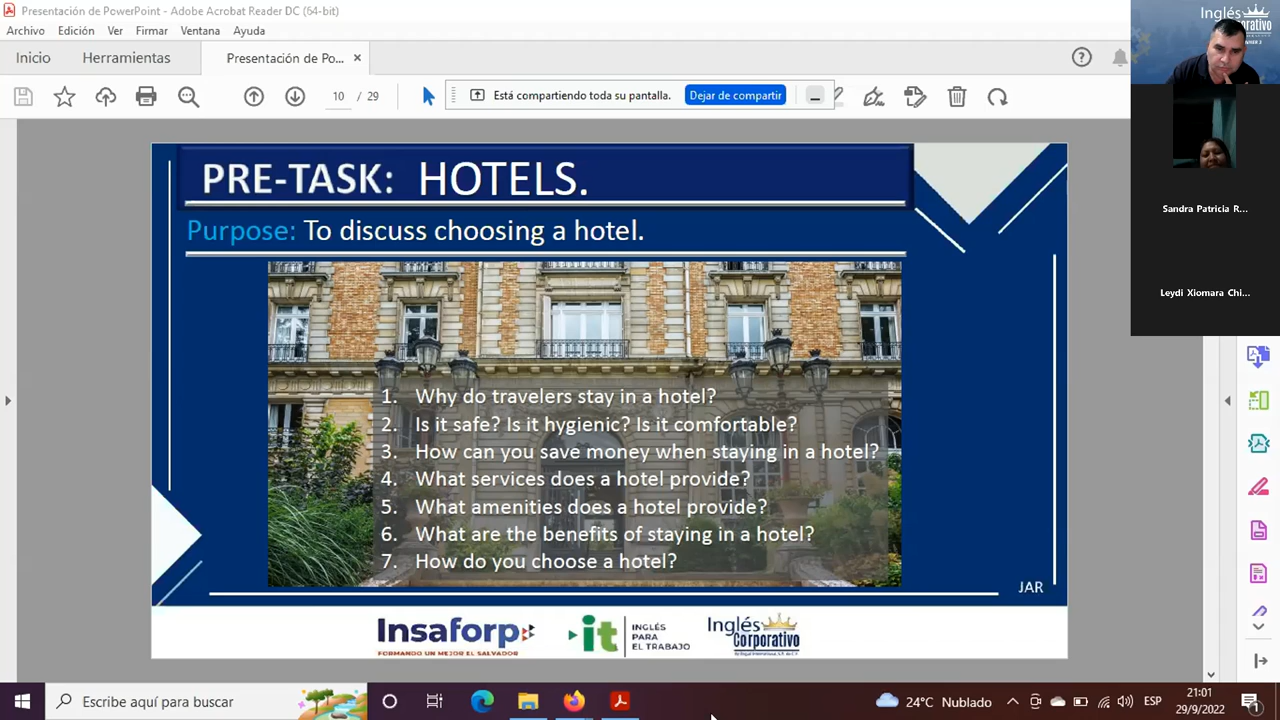 Presentación de PowerPoint - Adobe Acrobat Reader DC (64-bit)
Archivo Edición Ver Firmar Ventana Ayuda
Inicio Herramientas Presentación de Po... ×
10 / 29
Está compartiendo toda su pantalla. Dejar de compartir
Inglés
Corporativo
Sandra Patricia R...
Leydi Xiomara Chi...
PRE-TASK: HOTELS.
Purpose: To discuss choosing a hotel.
1. Why do travelers stay in a hotel?
2. Is it safe? Is it hygienic? Is it comfortable?
3. How can you save money when staying in a hotel?
4. What services does a hotel provide?
5. What amenities does a hotel provide?
6. What are the benefits of staying in a hotel?
7. How do you choose a hotel?
JAR
Insaforp
FORMANDO UN MEJOR EL SALVADOR
it
INGLÉS
PARA
EL TRABAJO
Inglés
Corporativo
Escribe aquí para buscar
24°C Nublado
ESP
21:01
29/9/2022
1